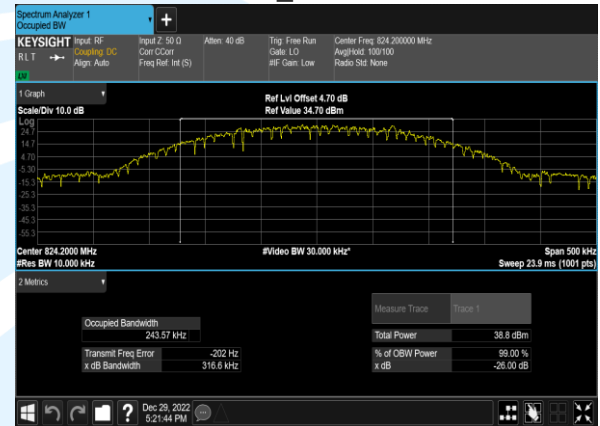 Spectrum Analyzer 1
Occupied BW
KEYSIGHT Input: RF Input Z: 50 Ω Atten: 40 dB Trig: Free Run Center Freq: 824.200000 MHz
RLT Coupling: DC Corr CCorr Gate: LO Avg|Hold: 100/100
Align: Auto Freq Ref: Int (S) #IF Gain: Low Radio Std: None
1 Graph
Ref Lvl Offset 4.70 dB
Scale/Div 10.0 dB Ref Value 34.70 dBm
Log
24.7
14.7
4.70
-5.30
-15.3
-25.3
-35.3
-45.3
-55.3
Center 824.2000 MHz #Video BW 30.000 kHz* Span 500 kHz
#Res BW 10.000 kHz Sweep 23.9 ms (1001 pts)
2 Metrics
Measure Trace Trace 1
Occupied Bandwidth
243.57 kHz Total Power 38.8 dBm
Transmit Freq Error -202 Hz % of OBW Power 99.00 %
x dB Bandwidth 316.6 kHz x dB -26.00 dB
? Dec 29, 2022
5:21:44 PM